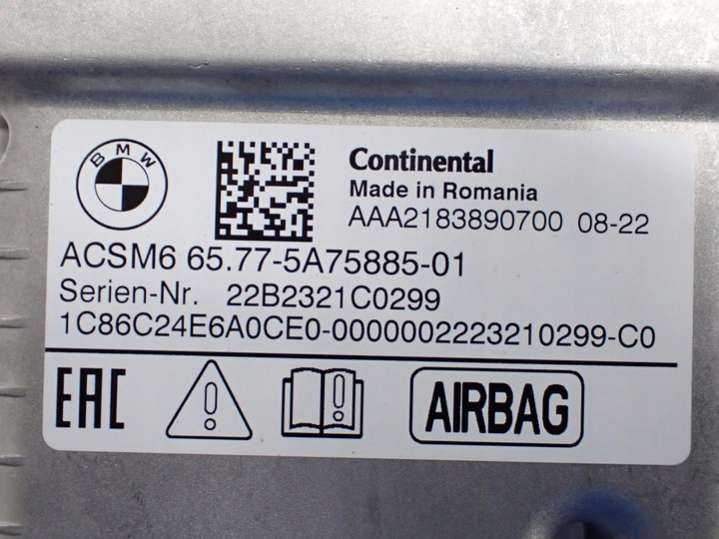 BMW
Continental
Made in Romania
AAA2183890700 08-22
ACSM6 65.77-5A75885-01
Serien-Nr. 22B2321C0299
1C86C24E6A0CE0-0000002223210299-C0
EAC
AIRBAG